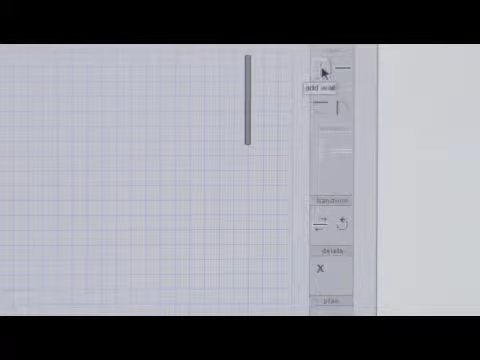 add wall
transform
delete
X
plan